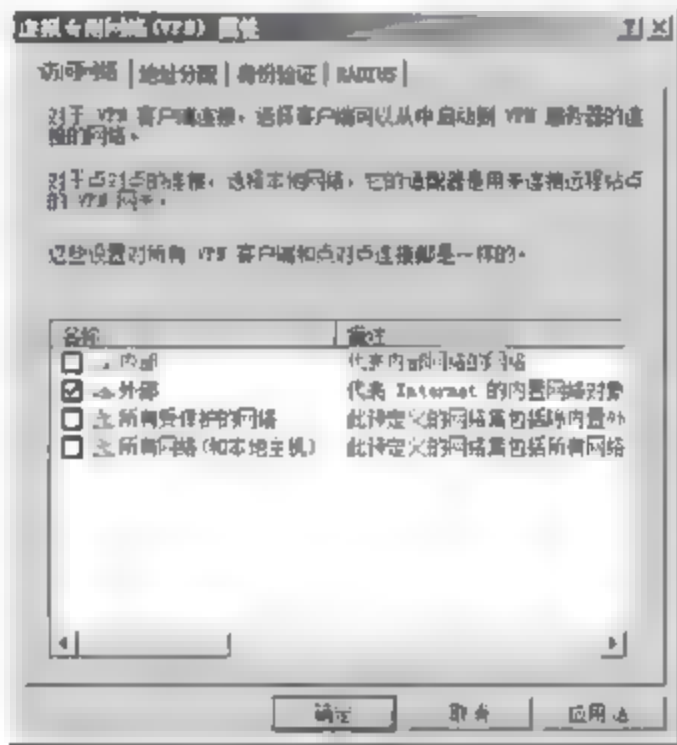 虚拟专用网络(VPN) 属性
访问网络 地址分配 身份验证 RADIUS
对于 VPN 客户端连接，选择客户端可以从中启动到 VPN 服务器的连
接的网络。
对于点对点的连接，选择本地网络，它的适配器是用来连接远程站点
的 VPN 网关。
这些设置对所有 VPN 客户端和点对点连接都是一样的。
名称 描述
内部 代表内部网络的网络
外部 代表 Internet 的内置网络对象
所有受保护的网络 此待定义的网络集包括除内置外
所有网络(和本地主机) 此待定义的网络集包括所有网络
确定 取消 应用